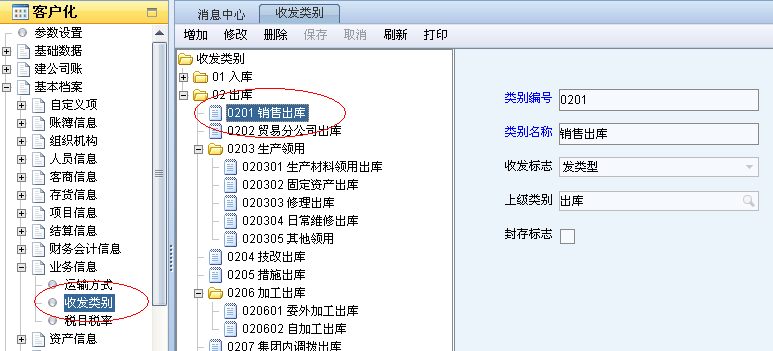 客户化
参数设置
基础数据
建公司账
基本档案
自定义项
账簿信息
组织机构
人员信息
客商信息
存货信息
项目信息
结算信息
财务会计信息
业务信息
运输方式
收发类别
税目税率
资产信息
消息中心
收发类别
增加 修改 删除 保存 取消 刷新 打印
收发类别
01 入库
02 出库
0201 销售出库
0202 贸易分公司出库
0203 生产领用
020301 生产材料领用出库
020302 固定资产出库
020303 修理出库
020304 日常维修出库
020305 其他领用
0204 技改出库
0205 措施出库
0206 加工出库
020601 委外加工出库
020602 自加工出库
0207 集团内调拨出库
类别编号 0201
类别名称 销售出库
收发标志 发类型
上级类别 出库
封存标志